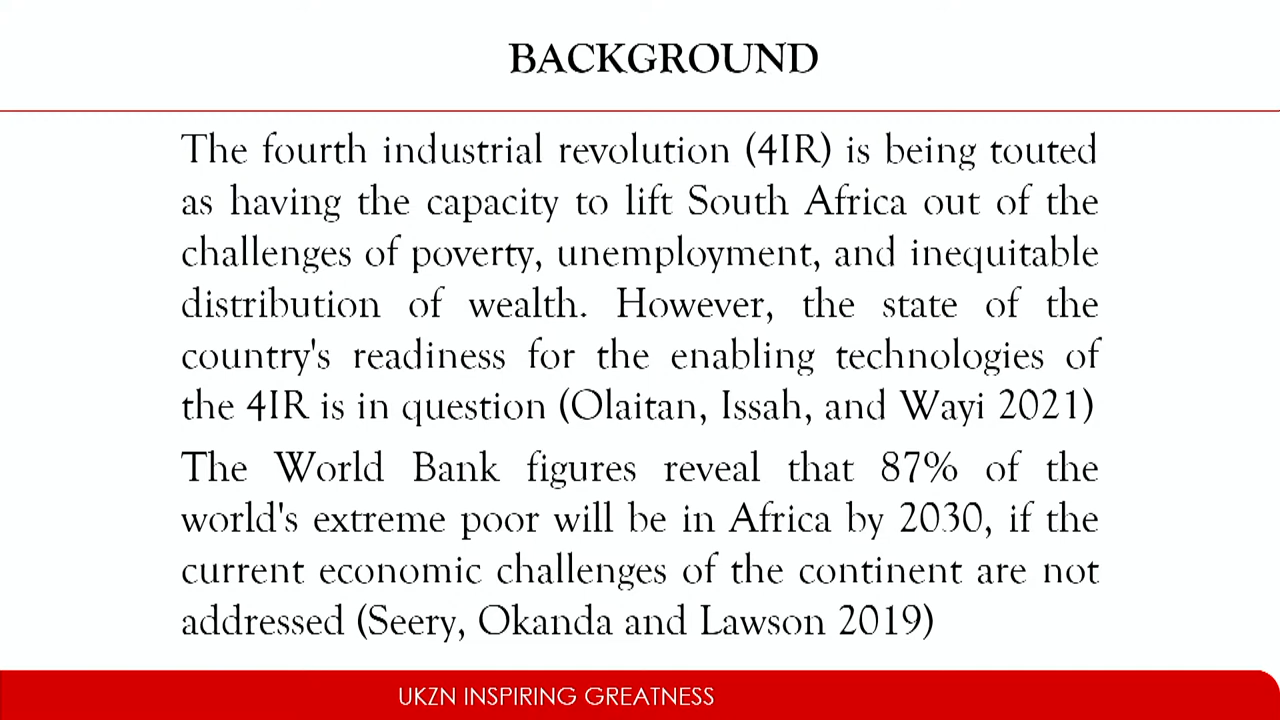 BACKGROUND
The fourth industrial revolution (4IR) is being touted
as having the capacity to lift South Africa out of the
challenges of poverty, unemployment, and inequitable
distribution of wealth. However, the state of the
country's readiness for the enabling technologies of
the 4IR is in question (Olaitan, Issah, and Wayi 2021)
The World Bank figures reveal that 87% of the
world's extreme poor will be in Africa by 2030, if the
current economic challenges of the continent are not
addressed (Seery, Okanda and Lawson 2019)
UKZN INSPIRING GREATNESS